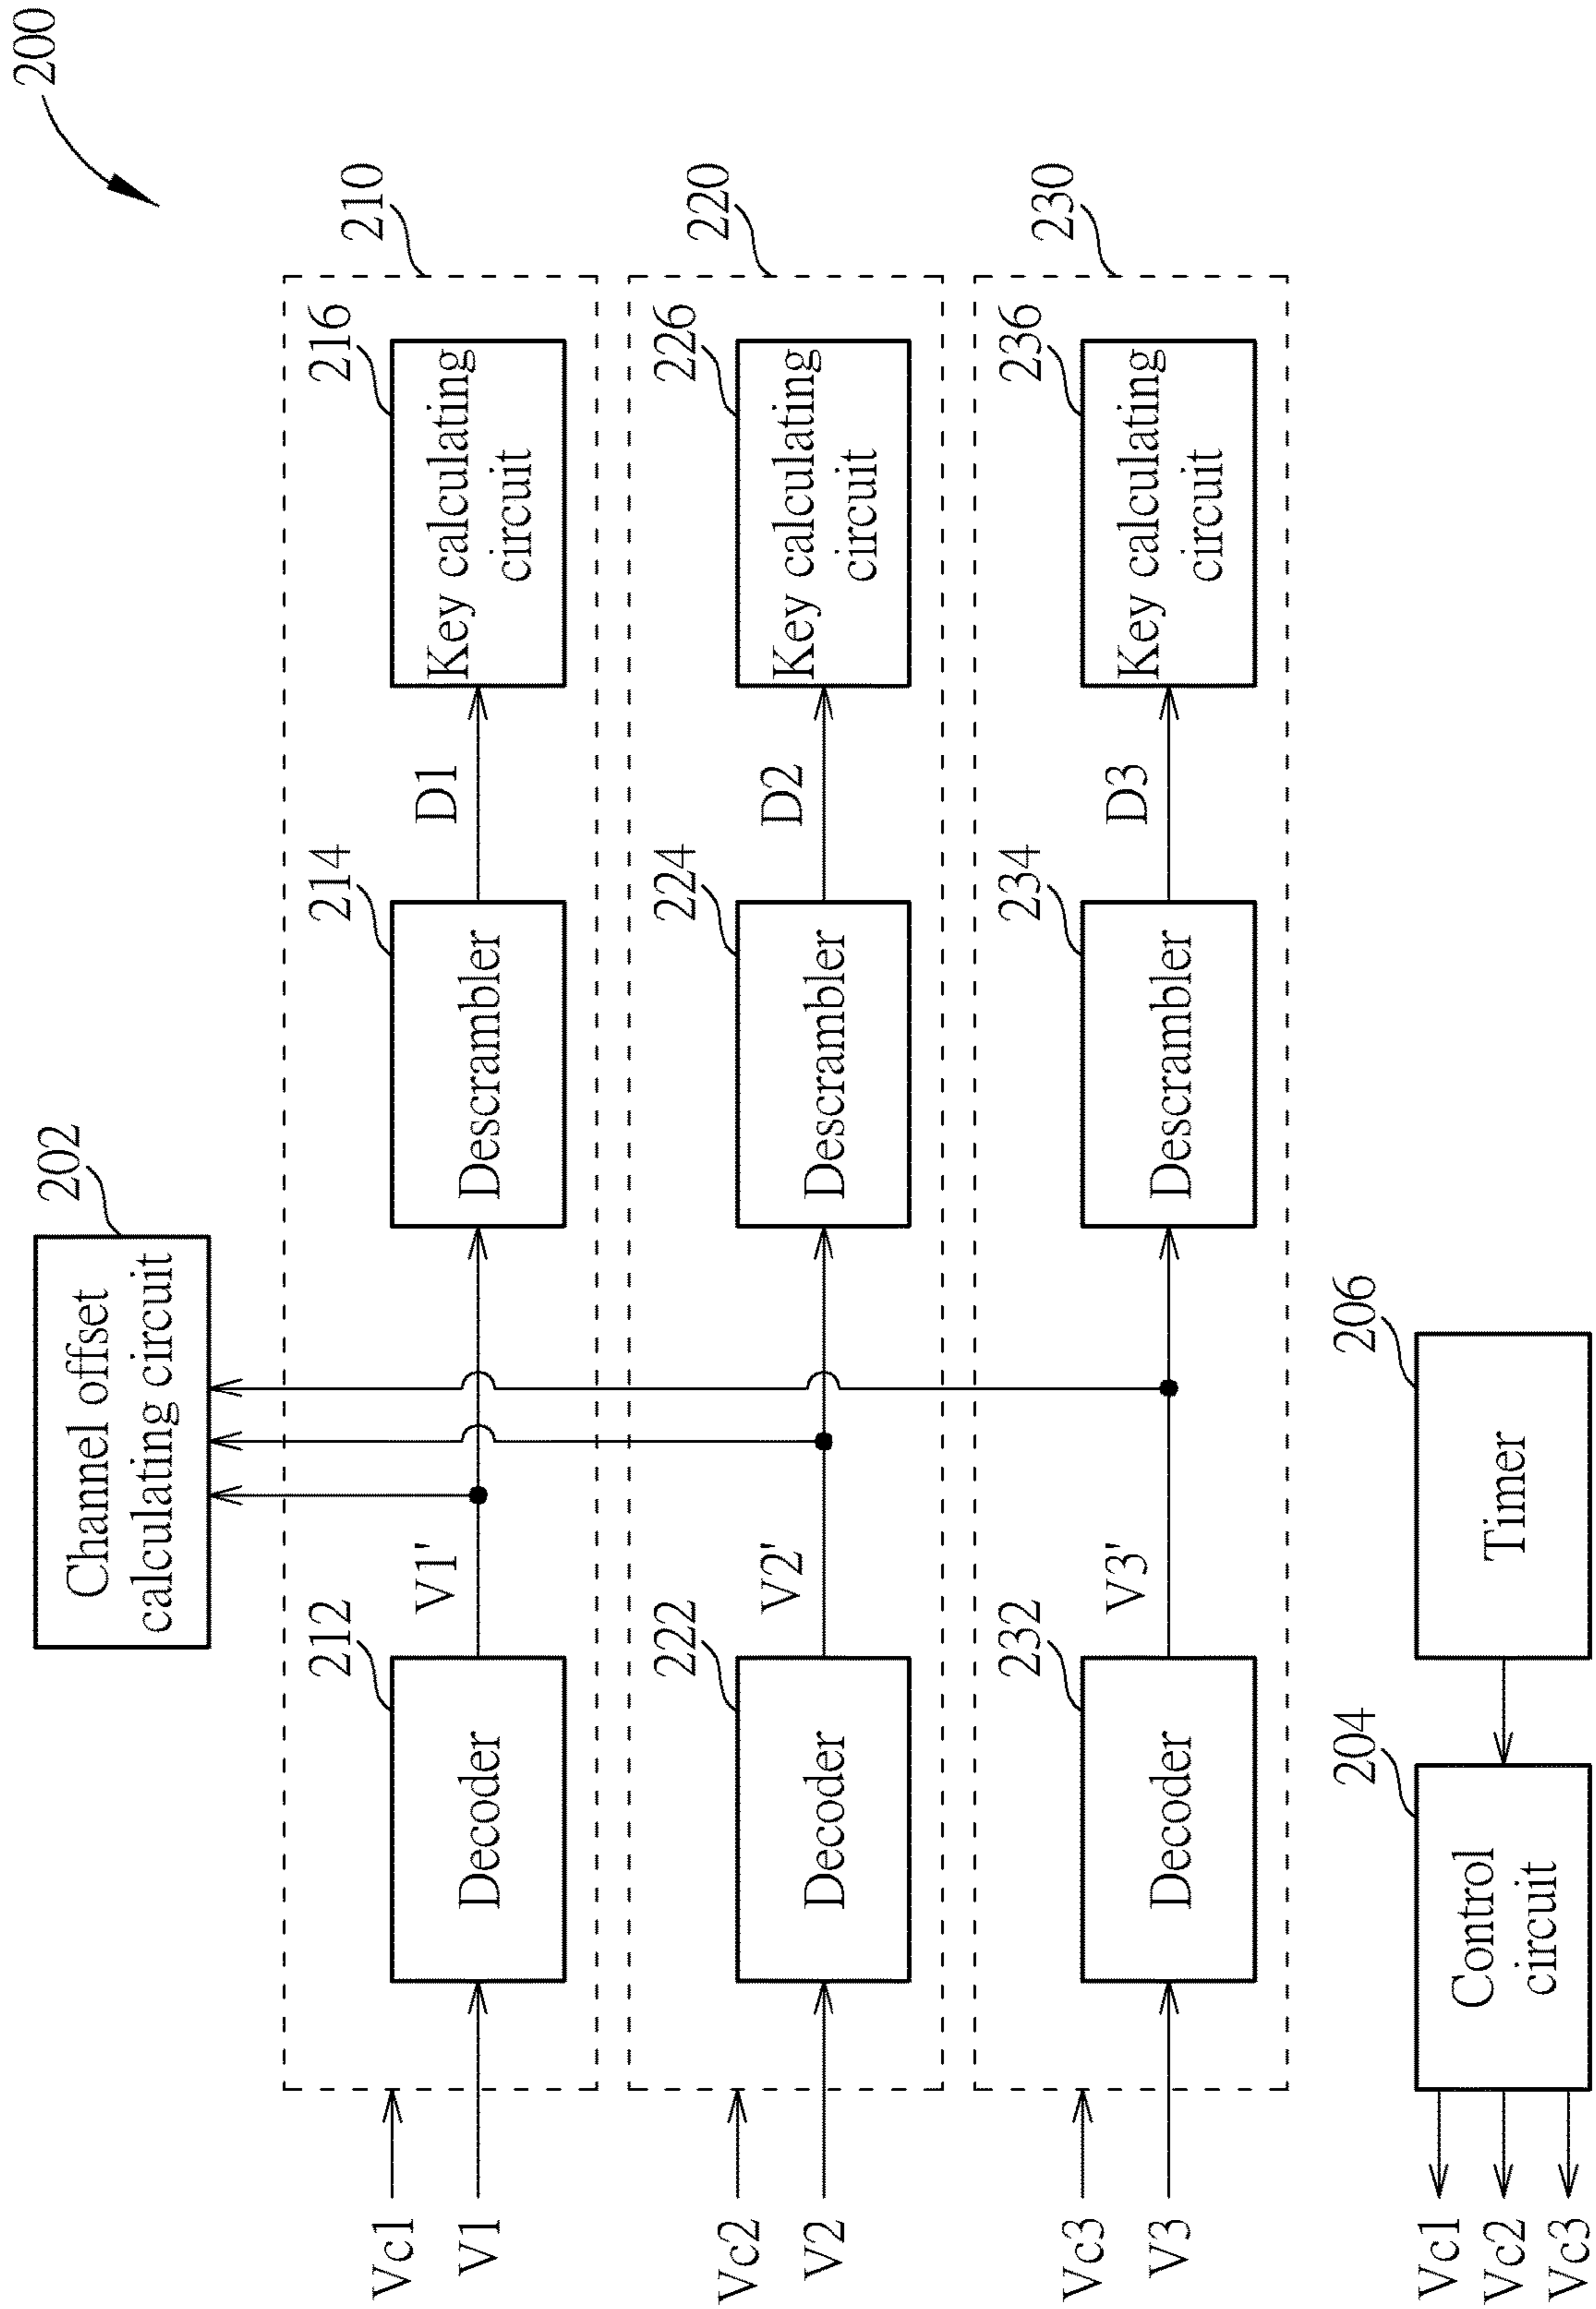 200
202
Channel offset
calculating circuit
210
212
Decoder
V1'
214
Descrambler
D1
216
Key calculating
circuit
Vc1
V1
220
222
Decoder
V2'
224
Descrambler
D2
226
Key calculating
circuit
Vc2
V2
230
232
Decoder
V3'
234
Descrambler
D3
236
Key calculating
circuit
Vc3
V3
204
Control
circuit
206
Timer
Vc1
Vc2
Vc3